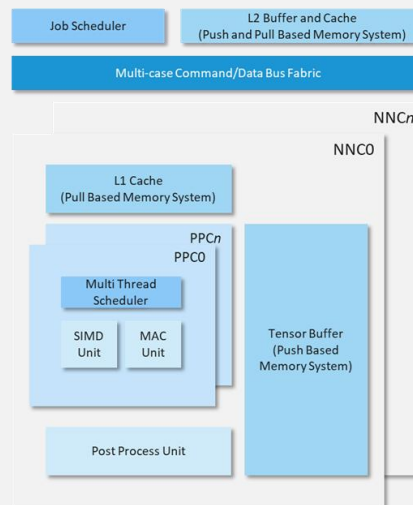 Job Scheduler
L2 Buffer and Cache
(Push and Pull Based Memory System)
Multi-case Command/Data Bus Fabric
NNCn
NNC0
L1 Cache
(Pull Based Memory System)
PPCn
PPC0
Multi Thread
Scheduler
SIMD
Unit
MAC
Unit
Tensor Buffer
(Push Based
Memory System)
Post Process Unit